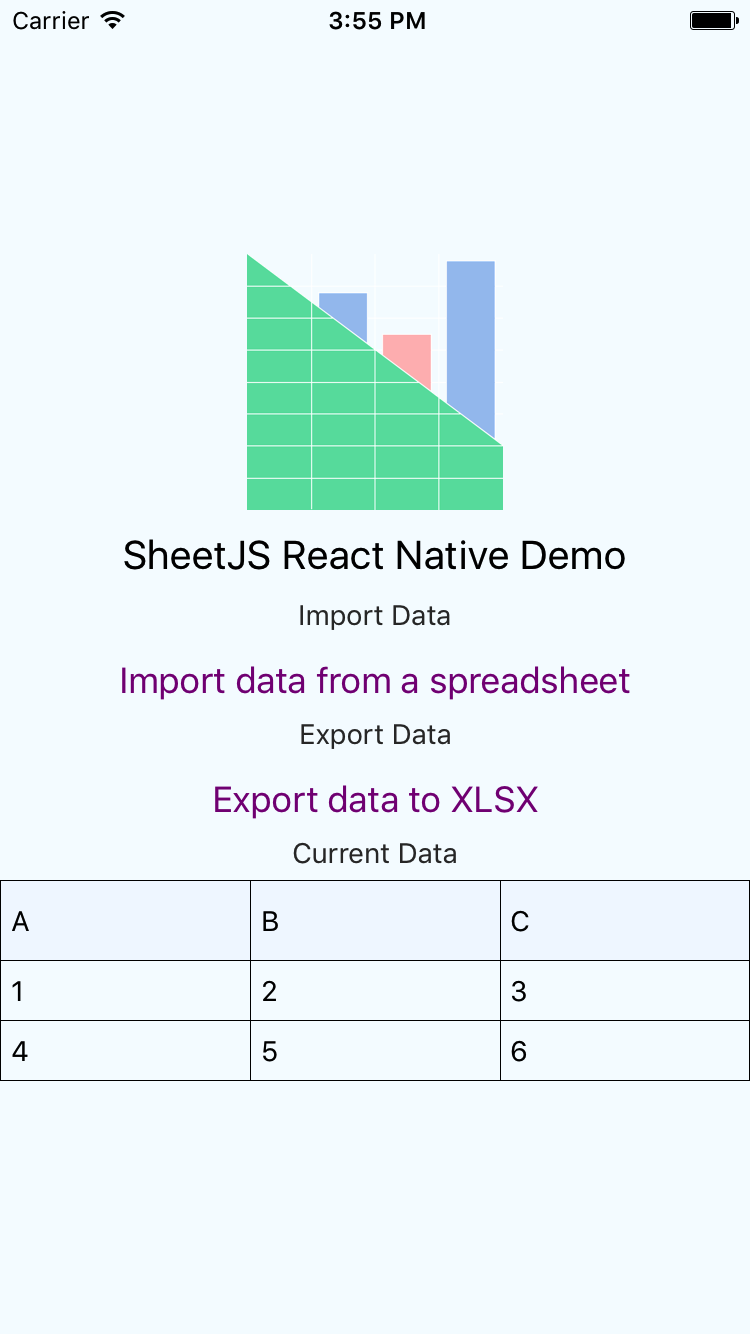 Carrier 3:55 PM
SheetJS React Native Demo
Import Data
Import data from a spreadsheet
Export Data
Export data to XLSX
Current Data
A B C
1 2 3
4 5 6